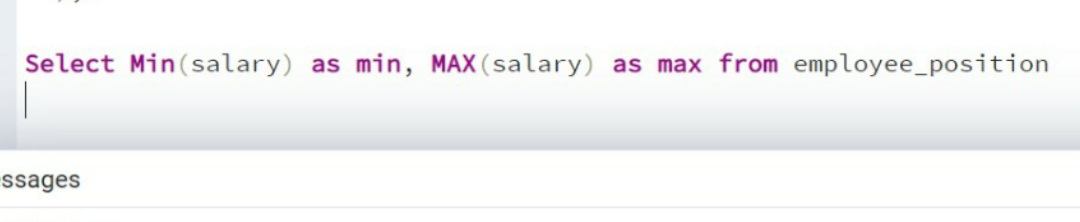 Select Min(salary) as min, MAX(salary) as max from employee_position
ssages